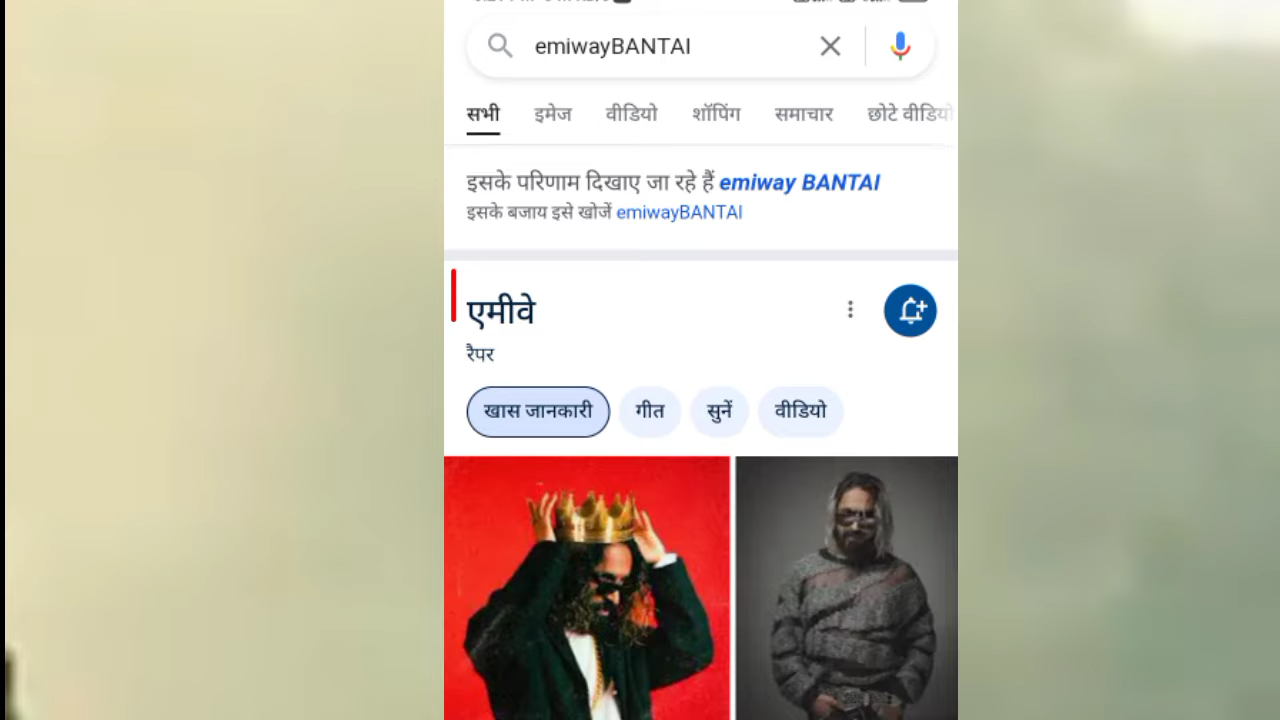 emiwayBANTAI
सभी इमेज वीडियो शॉपिंग समाचार छोटे वीडियो
इसके परिणाम दिखाए जा रहे हैं emiway BANTAI
इसके बजाय इसे खोजें emiwayBANTAI
एमीवे
रैपर
खास जानकारी गीत सुनें वीडियो